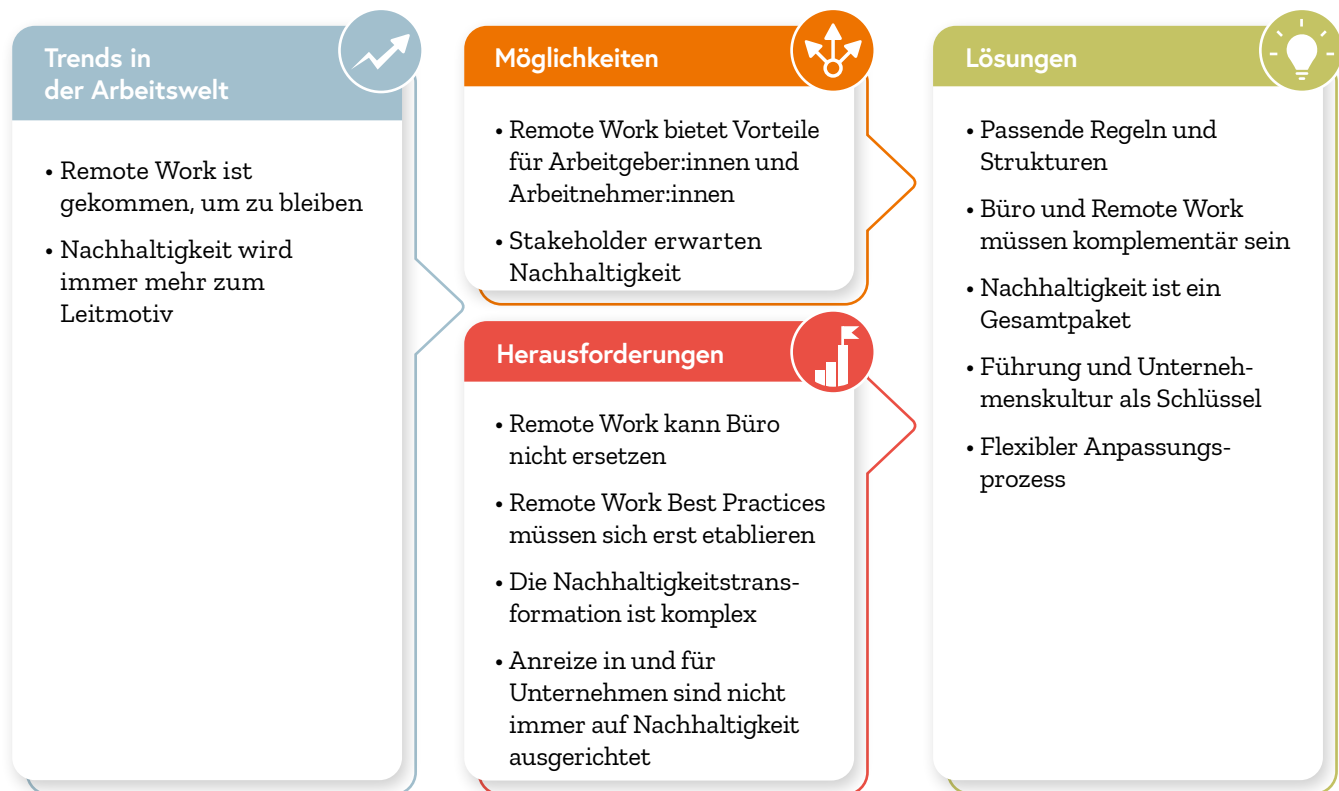 Trends in
der Arbeitswelt
• Remote Work ist
gekommen, um zu bleiben
• Nachhaltigkeit wird
immer mehr zum
Leitmotiv
Möglichkeiten
• Remote Work bietet Vorteile
für Arbeitgeber:innen und
Arbeitnehmer:innen
• Stakeholder erwarten
Nachhaltigkeit
Herausforderungen
• Remote Work kann Büro
nicht ersetzen
• Remote Work Best Practices
müssen sich erst etablieren
• Die Nachhaltigkeitstrans-
formation ist komplex
• Anreize in und für
Unternehmen sind nicht
immer auf Nachhaltigkeit
ausgerichtet
Lösungen
• Passende Regeln und
Strukturen
• Büro und Remote Work
müssen komplementär sein
• Nachhaltigkeit ist ein
Gesamtpaket
• Führung und Unterneh-
menskultur als Schlüssel
• Flexibler Anpassungs-
prozess